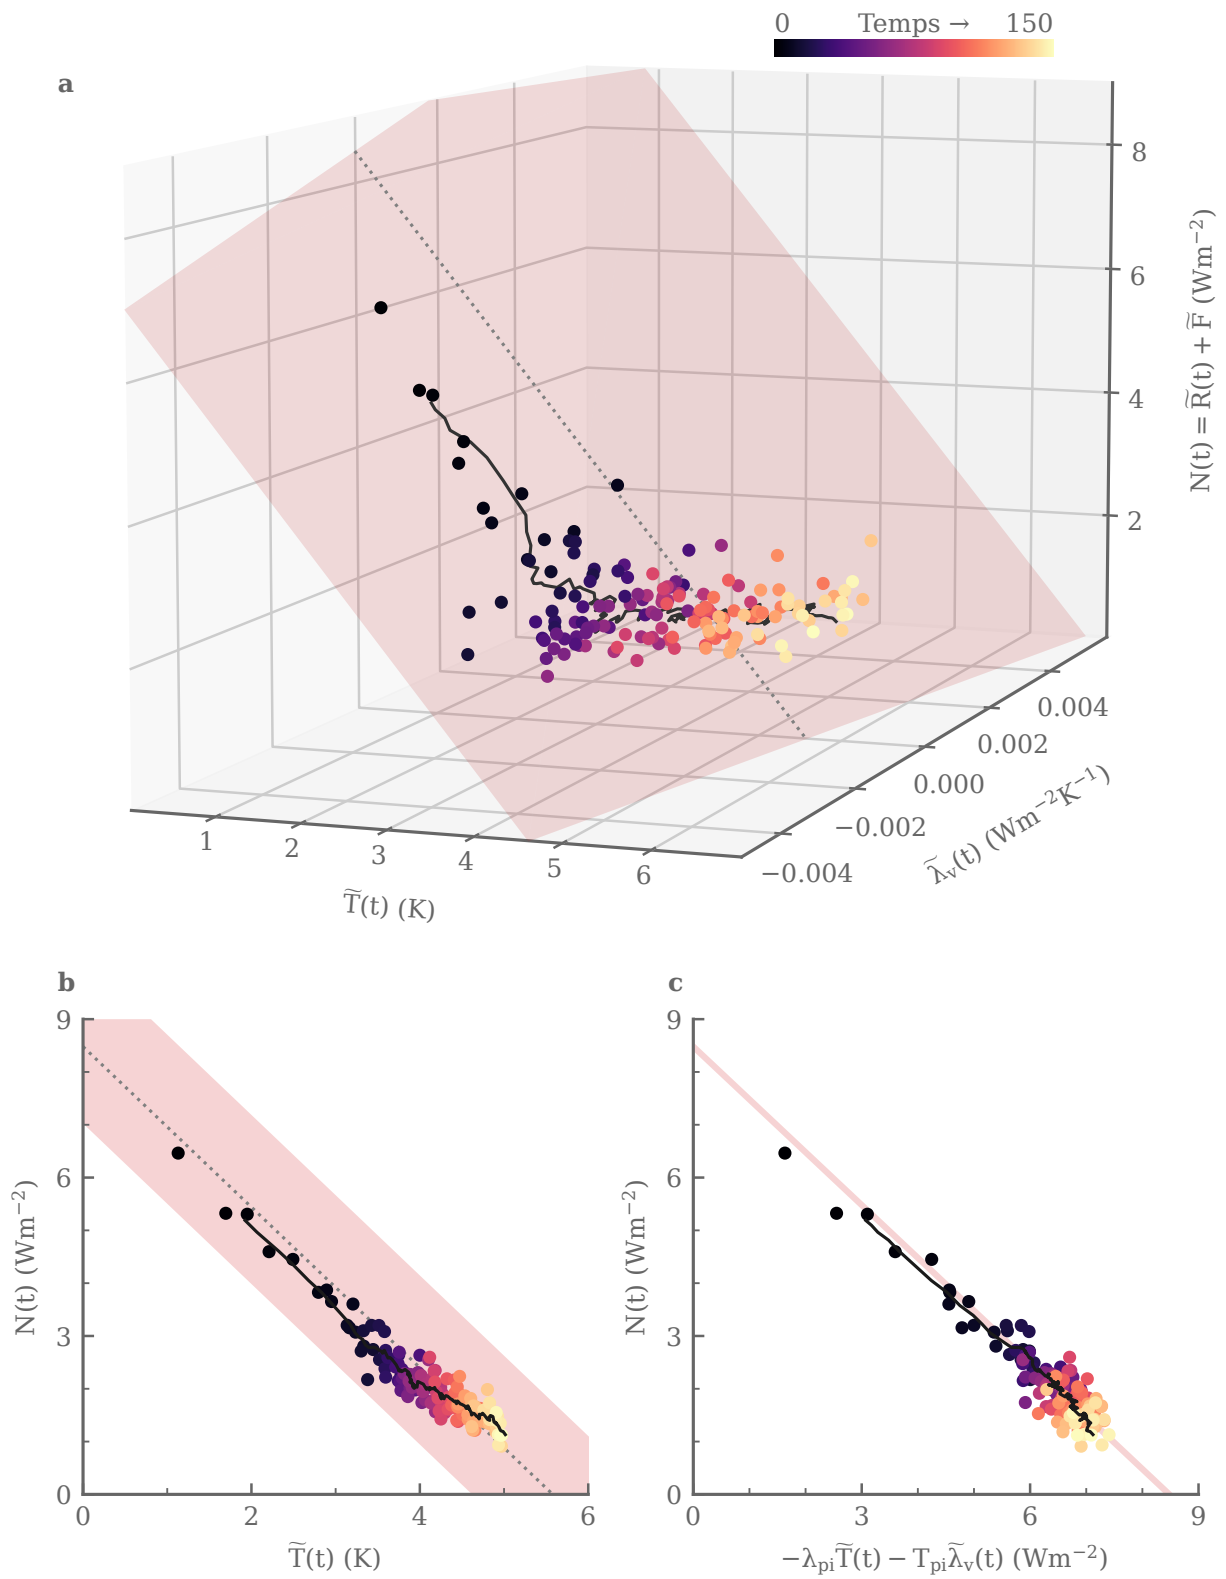 0 Temps → 150
a
8
6
4
2
N(t) = R̃(t) + F̃ (Wm⁻²)
0.004
0.002
0.000
−0.002
−0.004
λ̃ᵥ(t) (Wm⁻²K⁻¹)
1 2 3 4 5 6
T̃(t) (K)
b
9
6
3
0
N(t) (Wm⁻²)
0 2 4 6
T̃(t) (K)
c
9
6
3
0
N(t) (Wm⁻²)
0 3 6 9
−λₚᵢT̃(t) − Tₚᵢλ̃ᵥ(t) (Wm⁻²)